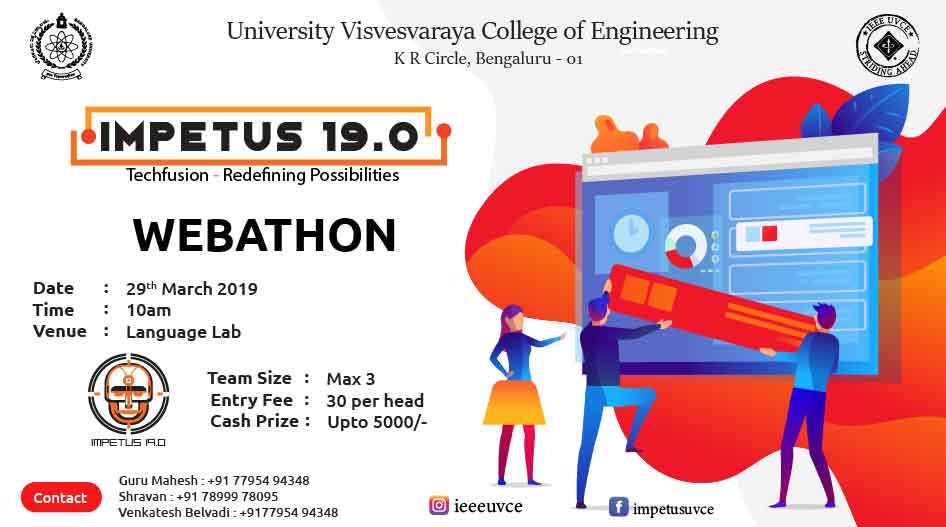 University Visvesvaraya College of Engineering
K R Circle, Bengaluru - 01
IEEE UVCE
STRIDING AHEAD
IMPETUS 19.0
Techfusion - Redefining Possibilities
WEBATHON
Date : 29th March 2019
Time : 10am
Venue : Language Lab
Team Size : Max 3
Entry Fee : 30 per head
Cash Prize : Upto 5000/-
IMPETUS 19.0
Contact
Guru Mahesh : +91 77954 94348
Shravan : +91 78999 78095
Venkatesh Belvadi : +9177954 94348
ieeeuvce
impetusuvce